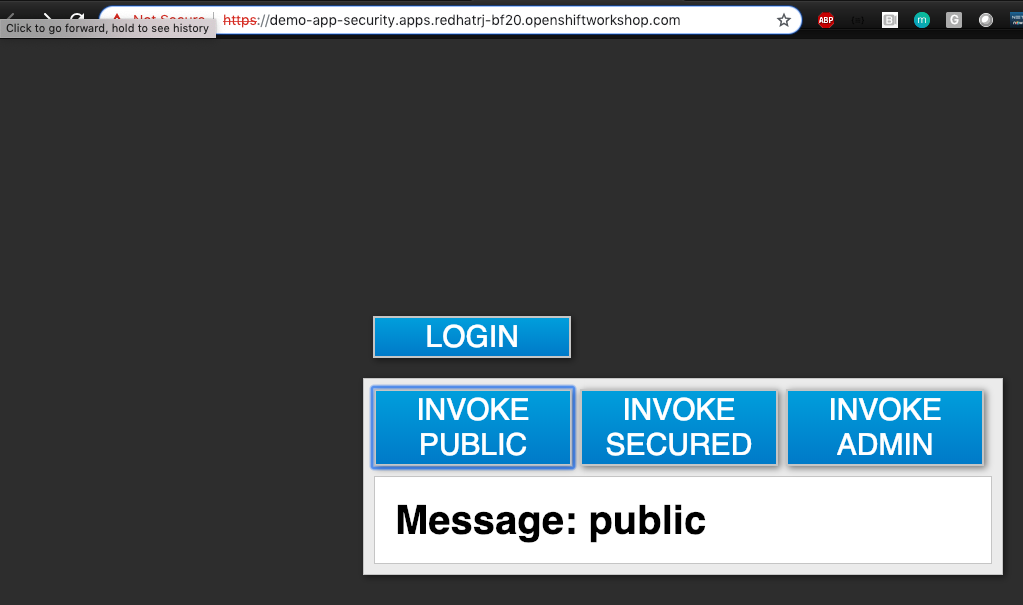 Not Secure
https://demo-app-security.apps.redhatrj-bf20.openshiftworkshop.com
ABP
B
m
G
Click to go forward, hold to see history
LOGIN
INVOKE
PUBLIC
INVOKE
SECURED
INVOKE
ADMIN
Message: public